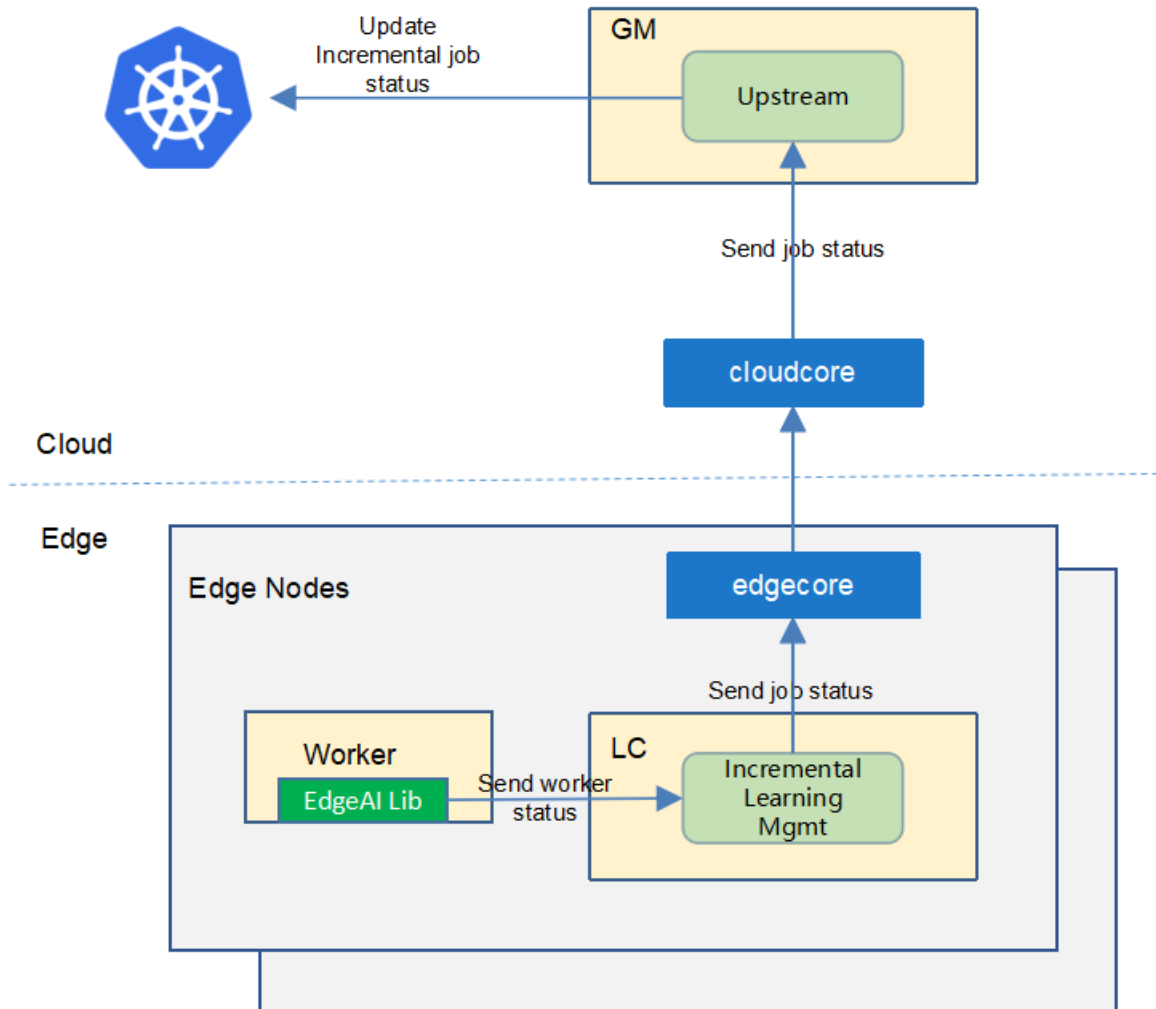 Update
Incremental job
status
GM
Upstream
Send job status
cloudcore
Cloud
Edge
Edge Nodes
edgecore
Send job status
Worker
EdgeAI Lib
Send worker
status
LC
Incremental
Learning
Mgmt